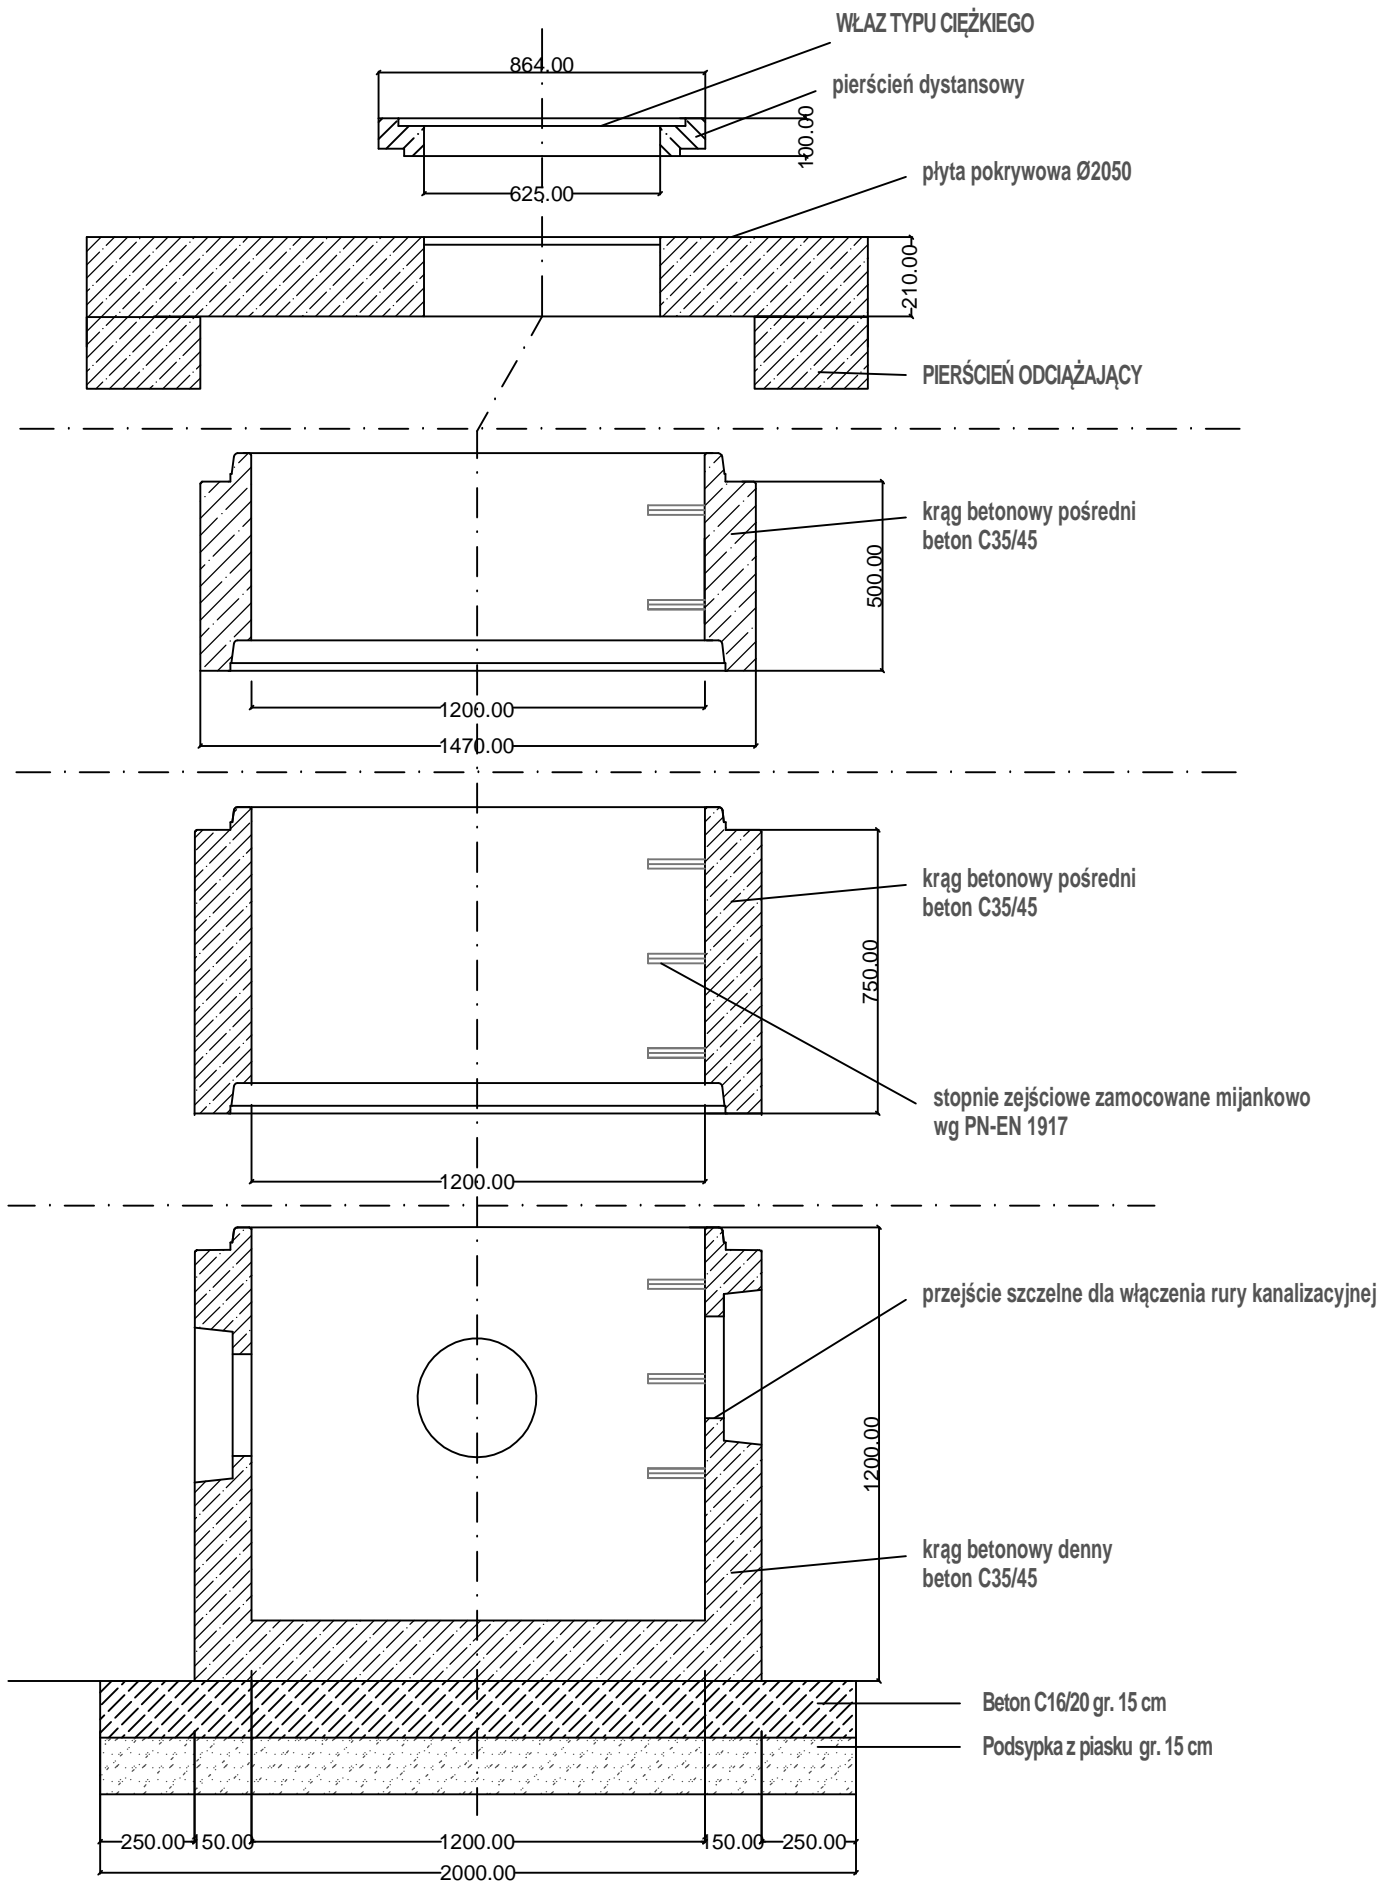 WŁAZ TYPU CIĘŻKIEGO
864.00
pierścień dystansowy
100.00
płyta pokrywowa Ø2050
625.00
210.00
PIERŚCIEŃ ODCIĄŻAJĄCY
krąg betonowy pośredni
beton C35/45
500.00
1200.00
1470.00
krąg betonowy pośredni
beton C35/45
750.00
stopnie zejściowe zamocowane mijankowo
wg PN-EN 1917
1200.00
przejście szczelne dla włączenia rury kanalizacyjnej
1200.00
krąg betonowy denny
beton C35/45
Beton C16/20 gr. 15 cm
Podsypka z piasku gr. 15 cm
250.00 150.00 1200.00 150.00 250.00
2000.00